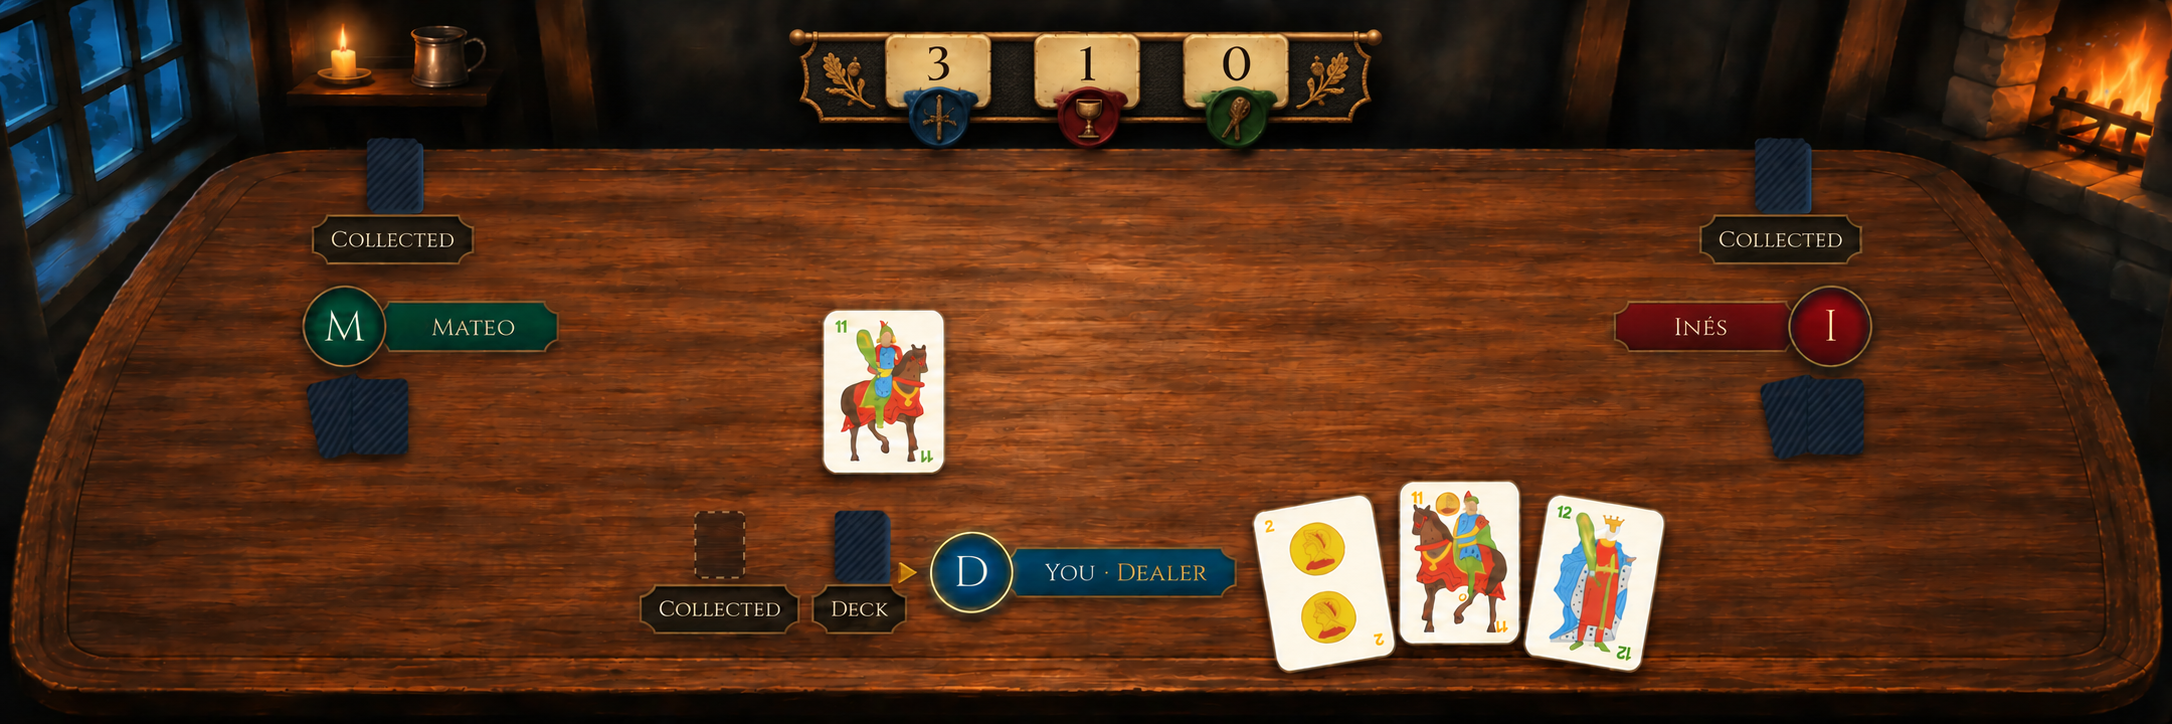 3 1 0
COLLECTED
COLLECTED
M MATEO
INÉS I
11
11
COLLECTED
DECK
D YOU · DEALER
2
2
11
11
12
12